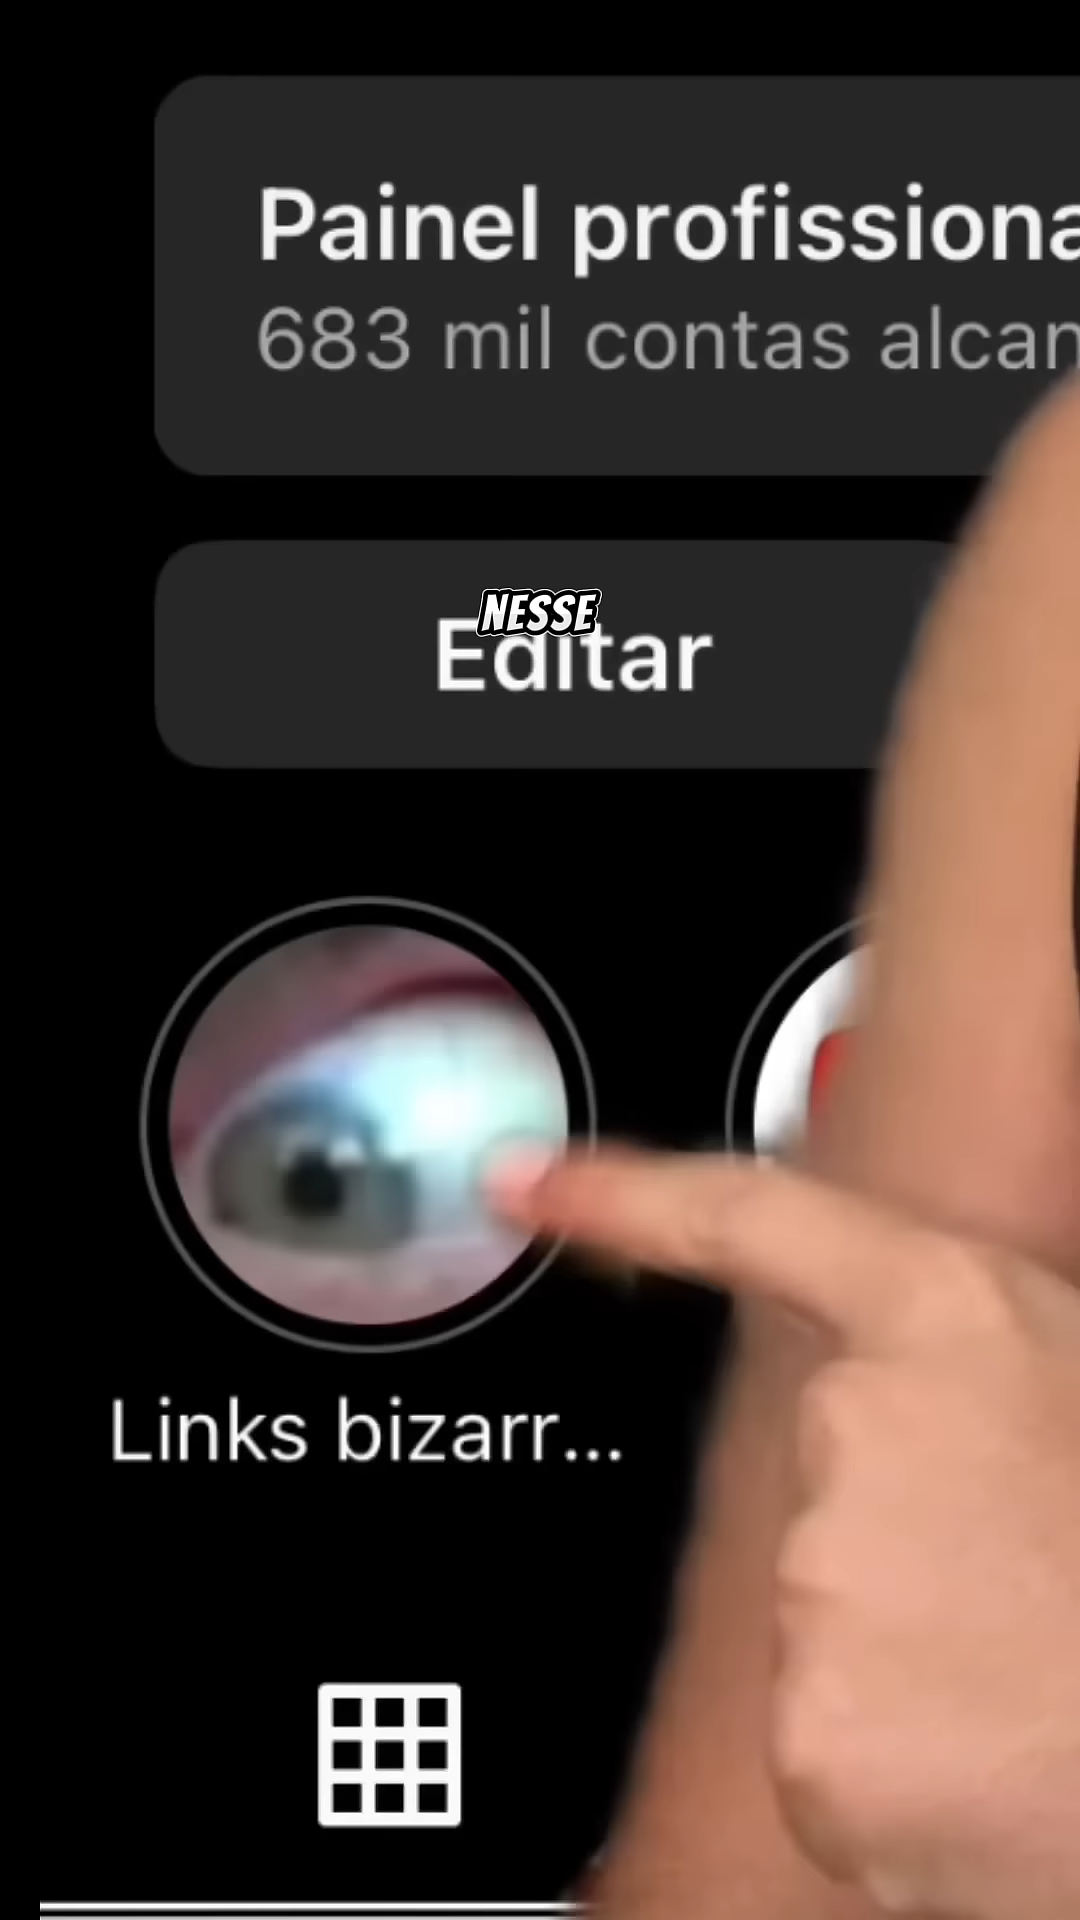 Painel profissiona
683 mil contas alcan
NESSE
Editar
Links bizarr...